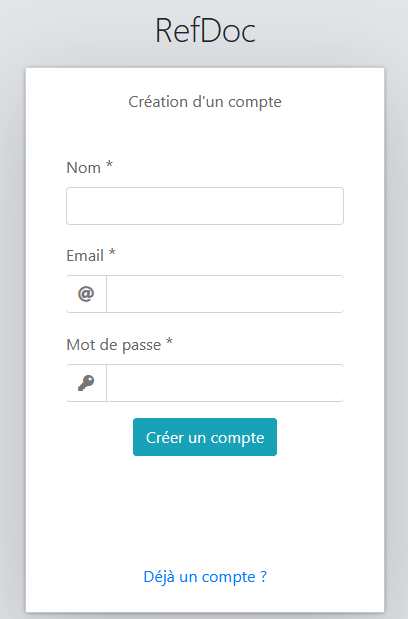 RefDoc
Création d'un compte
Nom *
Email *
@
Mot de passe *
Créer un compte
Déjà un compte ?